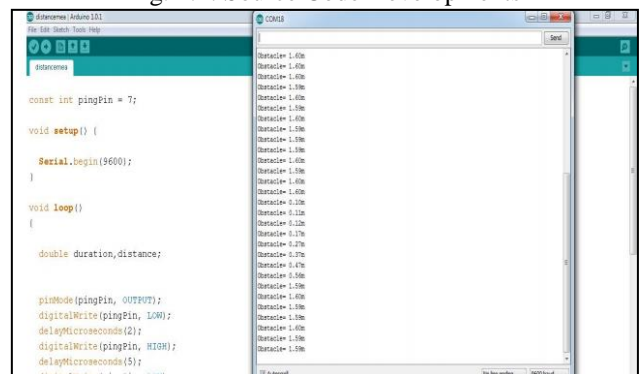 distancemea | Arduino 1.0.1
File Edit Sketch Tools Help
distancemea
const int pingPin = 7;
void setup() {
Serial.begin(9600);
}
void loop()
{
double duration,distance;
pinMode(pingPin, OUTPUT);
digitalWrite(pingPin, LOW);
delayMicroseconds(2);
digitalWrite(pingPin, HIGH);
delayMicroseconds(5);
COM18
Send
Obstacle= 1.60m
Obstacle= 1.60m
Obstacle= 1.60m
Obstacle= 1.59m
Obstacle= 1.60m
Obstacle= 1.59m
Obstacle= 1.60m
Obstacle= 1.59m
Obstacle= 1.59m
Obstacle= 1.59m
Obstacle= 1.60m
Obstacle= 1.59m
Obstacle= 1.60m
Obstacle= 1.60m
Obstacle= 0.10m
Obstacle= 0.11m
Obstacle= 0.12m
Obstacle= 0.17m
Obstacle= 0.27m
Obstacle= 0.37m
Obstacle= 0.47m
Obstacle= 0.56m
Obstacle= 1.59m
Obstacle= 1.60m
Obstacle= 1.59m
Obstacle= 1.59m
Obstacle= 1.60m
Obstacle= 1.59m
Obstacle= 1.59m